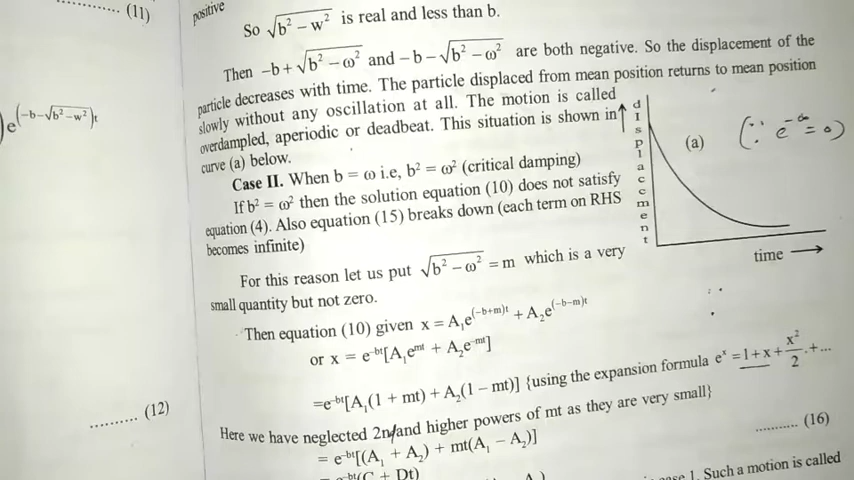 .......... (11)
)e^(-b-√(b²-w²))t
.......... (12)
positive
So √(b² – w²) is real and less than b.
Then –b + √(b² – ω²) and –b – √(b² – ω²) are both negative. So the displacement of the
particle decreases with time. The particle displaced from mean position returns to mean position
slowly without any oscillation at all. The motion is called
overdamped, aperiodic or deadbeat. This situation is shown in
curve (a) below.
Displaccment
(a)
(∵ e^-∞ = 0)
time
Case II. When b = ω i.e, b² = ω² (critical damping)
If b² = ω² then the solution equation (10) does not satisfy
equation (4). Also equation (15) breaks down (each term on RHS
becomes infinite)
For this reason let us put √(b² – ω²) = m which is a very
small quantity but not zero.
Then equation (10) given x = A₁e^(–b+m)t + A₂e^(–b–m)t
or x = e^–bt[A₁e^mt + A₂e^–mt]
=e^–bt[A₁(1 + mt) + A₂(1 – mt)] {using the expansion formula e^x = 1 + x + x²/2 . + ...
Here we have neglected 2n and higher powers of mt as they are very small}
= e^–bt[(A₁ + A₂) + mt(A₁ – A₂)]
.......... (16)
= e^–bt(C + Dt)
case 1. Such a motion is called